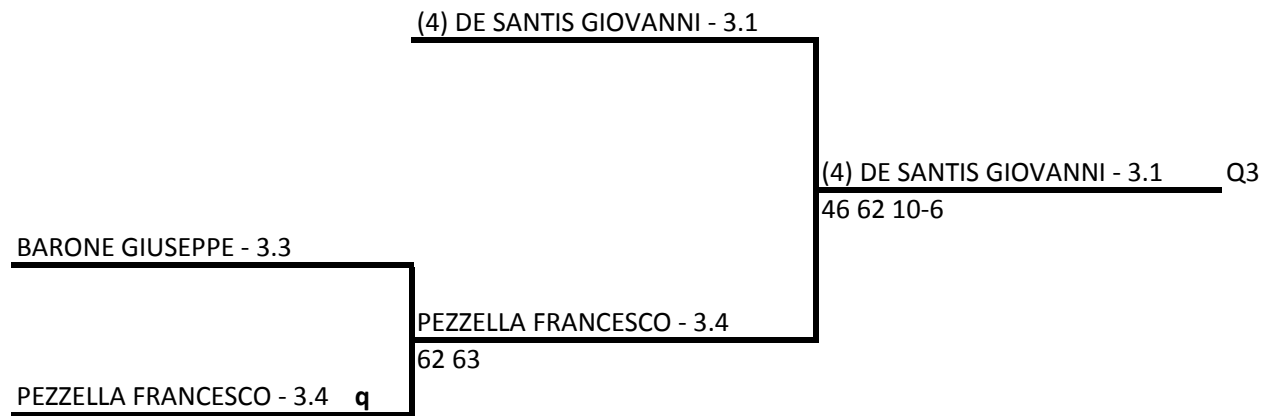 (4) DE SANTIS GIOVANNI - 3.1
(4) DE SANTIS GIOVANNI - 3.1 Q3
46 62 10-6
BARONE GIUSEPPE - 3.3
PEZZELLA FRANCESCO - 3.4
62 63
PEZZELLA FRANCESCO - 3.4 q